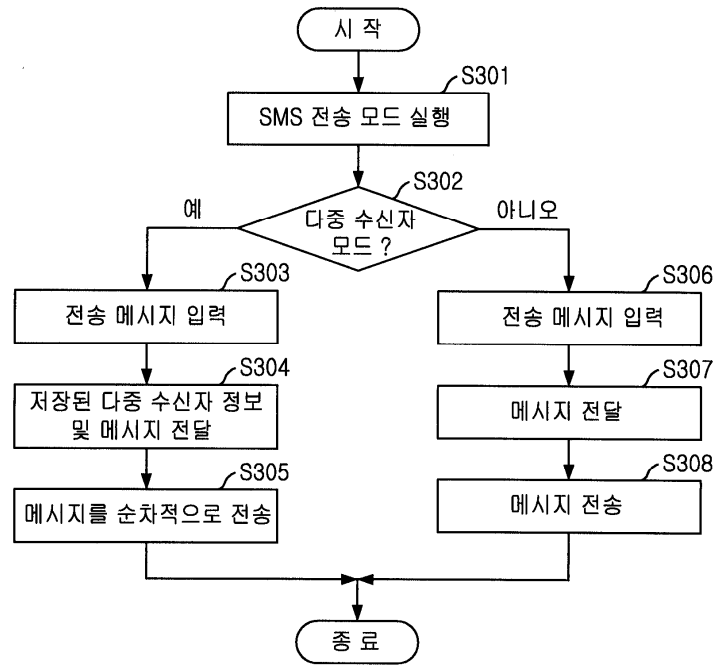 시 작
S301
SMS 전송 모드 실행
S302
다중 수신자
모드 ?
예
아니오
S303
전송 메시지 입력
S304
저장된 다중 수신자 정보
및 메시지 전달
S305
메시지를 순차적으로 전송
S306
전송 메시지 입력
S307
메시지 전달
S308
메시지 전송
종 료